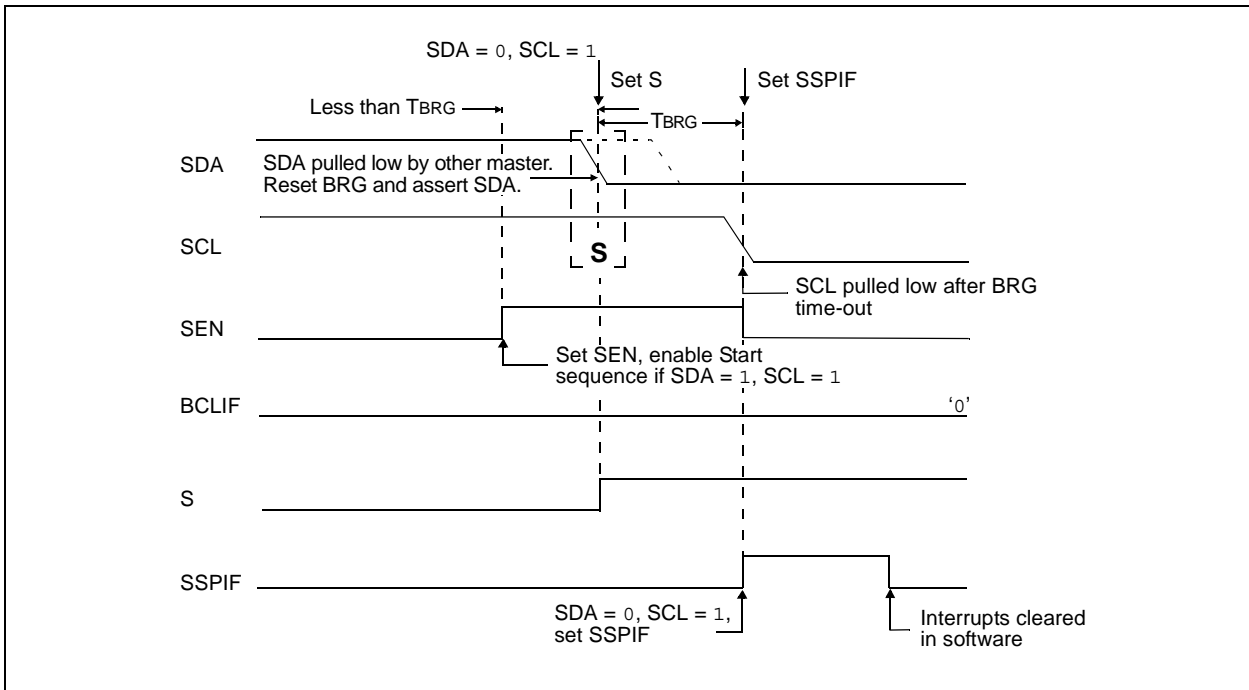 SDA = 0, SCL = 1
Set S
Set SSPIF
Less than TBRG
TBRG
SDA
SDA pulled low by other master.
Reset BRG and assert SDA.
SCL
S
SCL pulled low after BRG
time-out
SEN
Set SEN, enable Start
sequence if SDA = 1, SCL = 1
BCLIF
‘0’
S
SSPIF
SDA = 0, SCL = 1,
set SSPIF
Interrupts cleared
in software